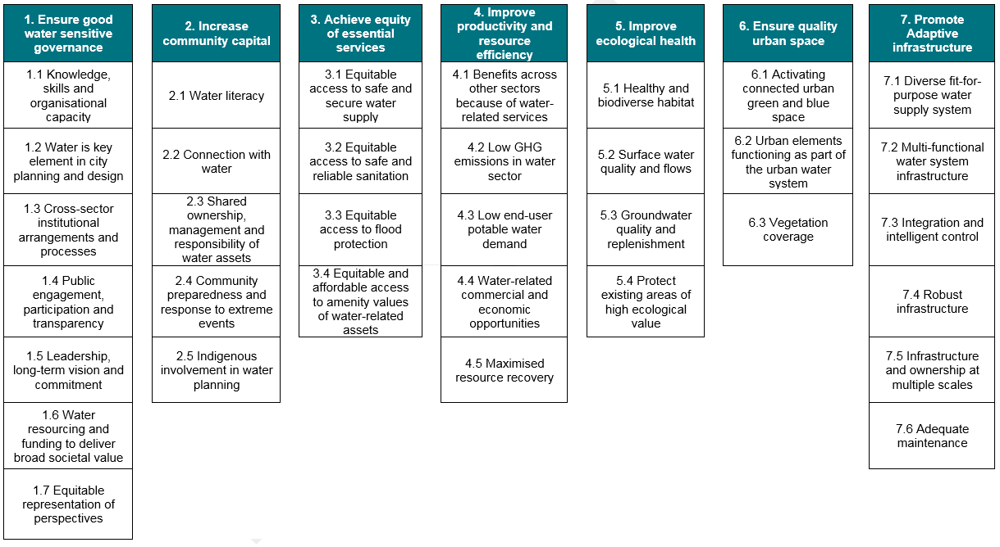 1. Ensure good
water sensitive
governance
1.1 Knowledge,
skills and
organisational
capacity
1.2 Water is key
element in city
planning and design
1.3 Cross-sector
institutional
arrangements and
processes
1.4 Public
engagement,
participation and
transparency
1.5 Leadership,
long-term vision and
commitment
1.6 Water
resourcing and
funding to deliver
broad societal value
1.7 Equitable
representation of
perspectives
2. Increase
community capital
2.1 Water literacy
2.2 Connection with
water
2.3 Shared
ownership,
management and
responsibility of
water assets
2.4 Community
preparedness and
response to extreme
events
2.5 Indigenous
involvement in water
planning
3. Achieve equity
of essential
services
3.1 Equitable
access to safe and
secure water
supply
3.2 Equitable
access to safe and
reliable sanitation
3.3 Equitable
access to flood
protection
3.4 Equitable and
affordable access
to amenity values
of water-related
assets
4. Improve
productivity and
resource
efficiency
4.1 Benefits across
other sectors
because of water-
related services
4.2 Low GHG
emissions in water
sector
4.3 Low end-user
potable water
demand
4.4 Water-related
commercial and
economic
opportunities
4.5 Maximised
resource recovery
5. Improve
ecological health
5.1 Healthy and
biodiverse habitat
5.2 Surface water
quality and flows
5.3 Groundwater
quality and
replenishment
5.4 Protect
existing areas of
high ecological
value
6. Ensure quality
urban space
6.1 Activating
connected urban
green and blue
space
6.2 Urban elements
functioning as part of
the urban water
system
6.3 Vegetation
coverage
7. Promote
Adaptive
infrastructure
7.1 Diverse fit-for-
purpose water
supply system
7.2 Multi-functional
water system
infrastructure
7.3 Integration and
intelligent control
7.4 Robust
infrastructure
7.5 Infrastructure
and ownership at
multiple scales
7.6 Adequate
maintenance